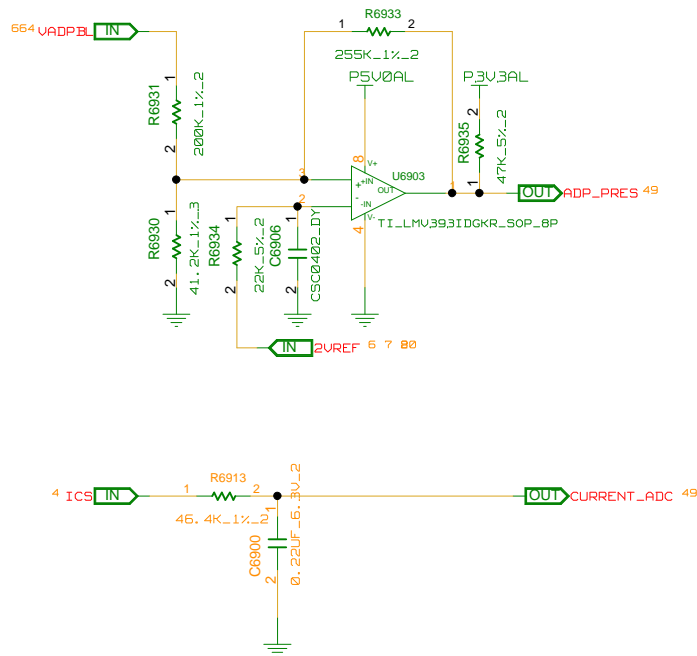 R6933
1 2
255K_1%_2
664 VADPBL IN
P5V0AL
P3V3AL
R6931
1
2
200K_1%_2
R6935
2
1
47K_5%_2
8
V+
U6903
3
+IN
+
OUT
1
-
-IN
2
V-
4
OUT ADP_PRES 49
TI_LMV393IDGKR_SOP_8P
R6930
1
2
41.2K_1%_3
R6934
1
2
22K_5%_2
C6906
1
2
CSC0402_DY
IN 2VREF 6 7
4 ICS IN
R6913
1 2
46.4K_1%_2
C6900
1
2
0.22UF_6.3V_2
OUT CURRENT_ADC 49